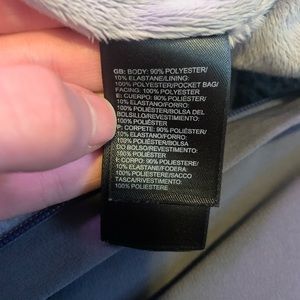 GB: BODY: 90% POLYESTER/
10% ELASTANE/LINING:
100% POLYESTER/POCKET BAG/
FACING: 100% POLYESTER
E: CUERPO: 90% POLIÉSTER/
10% ELASTANO/FORRO:
100% POLIÉSTER/BOLSA DEL
BOLSILLO/REVESTIMIENTO:
100% POLIÉSTER
P: CORPETE: 90% POLIÉSTER/
10% ELASTANO/FORRO:
100% POLIÉSTER/BOLSA
DO BOLSO/REVESTIMENTO:
100% POLIÉSTER
I: CORPO: 90% POLIESTERE/
10% ELASTANE/FODERA:
100% POLIESTERE/SACCO
TASCA/RIVESTIMENTO:
100% POLIESTERE